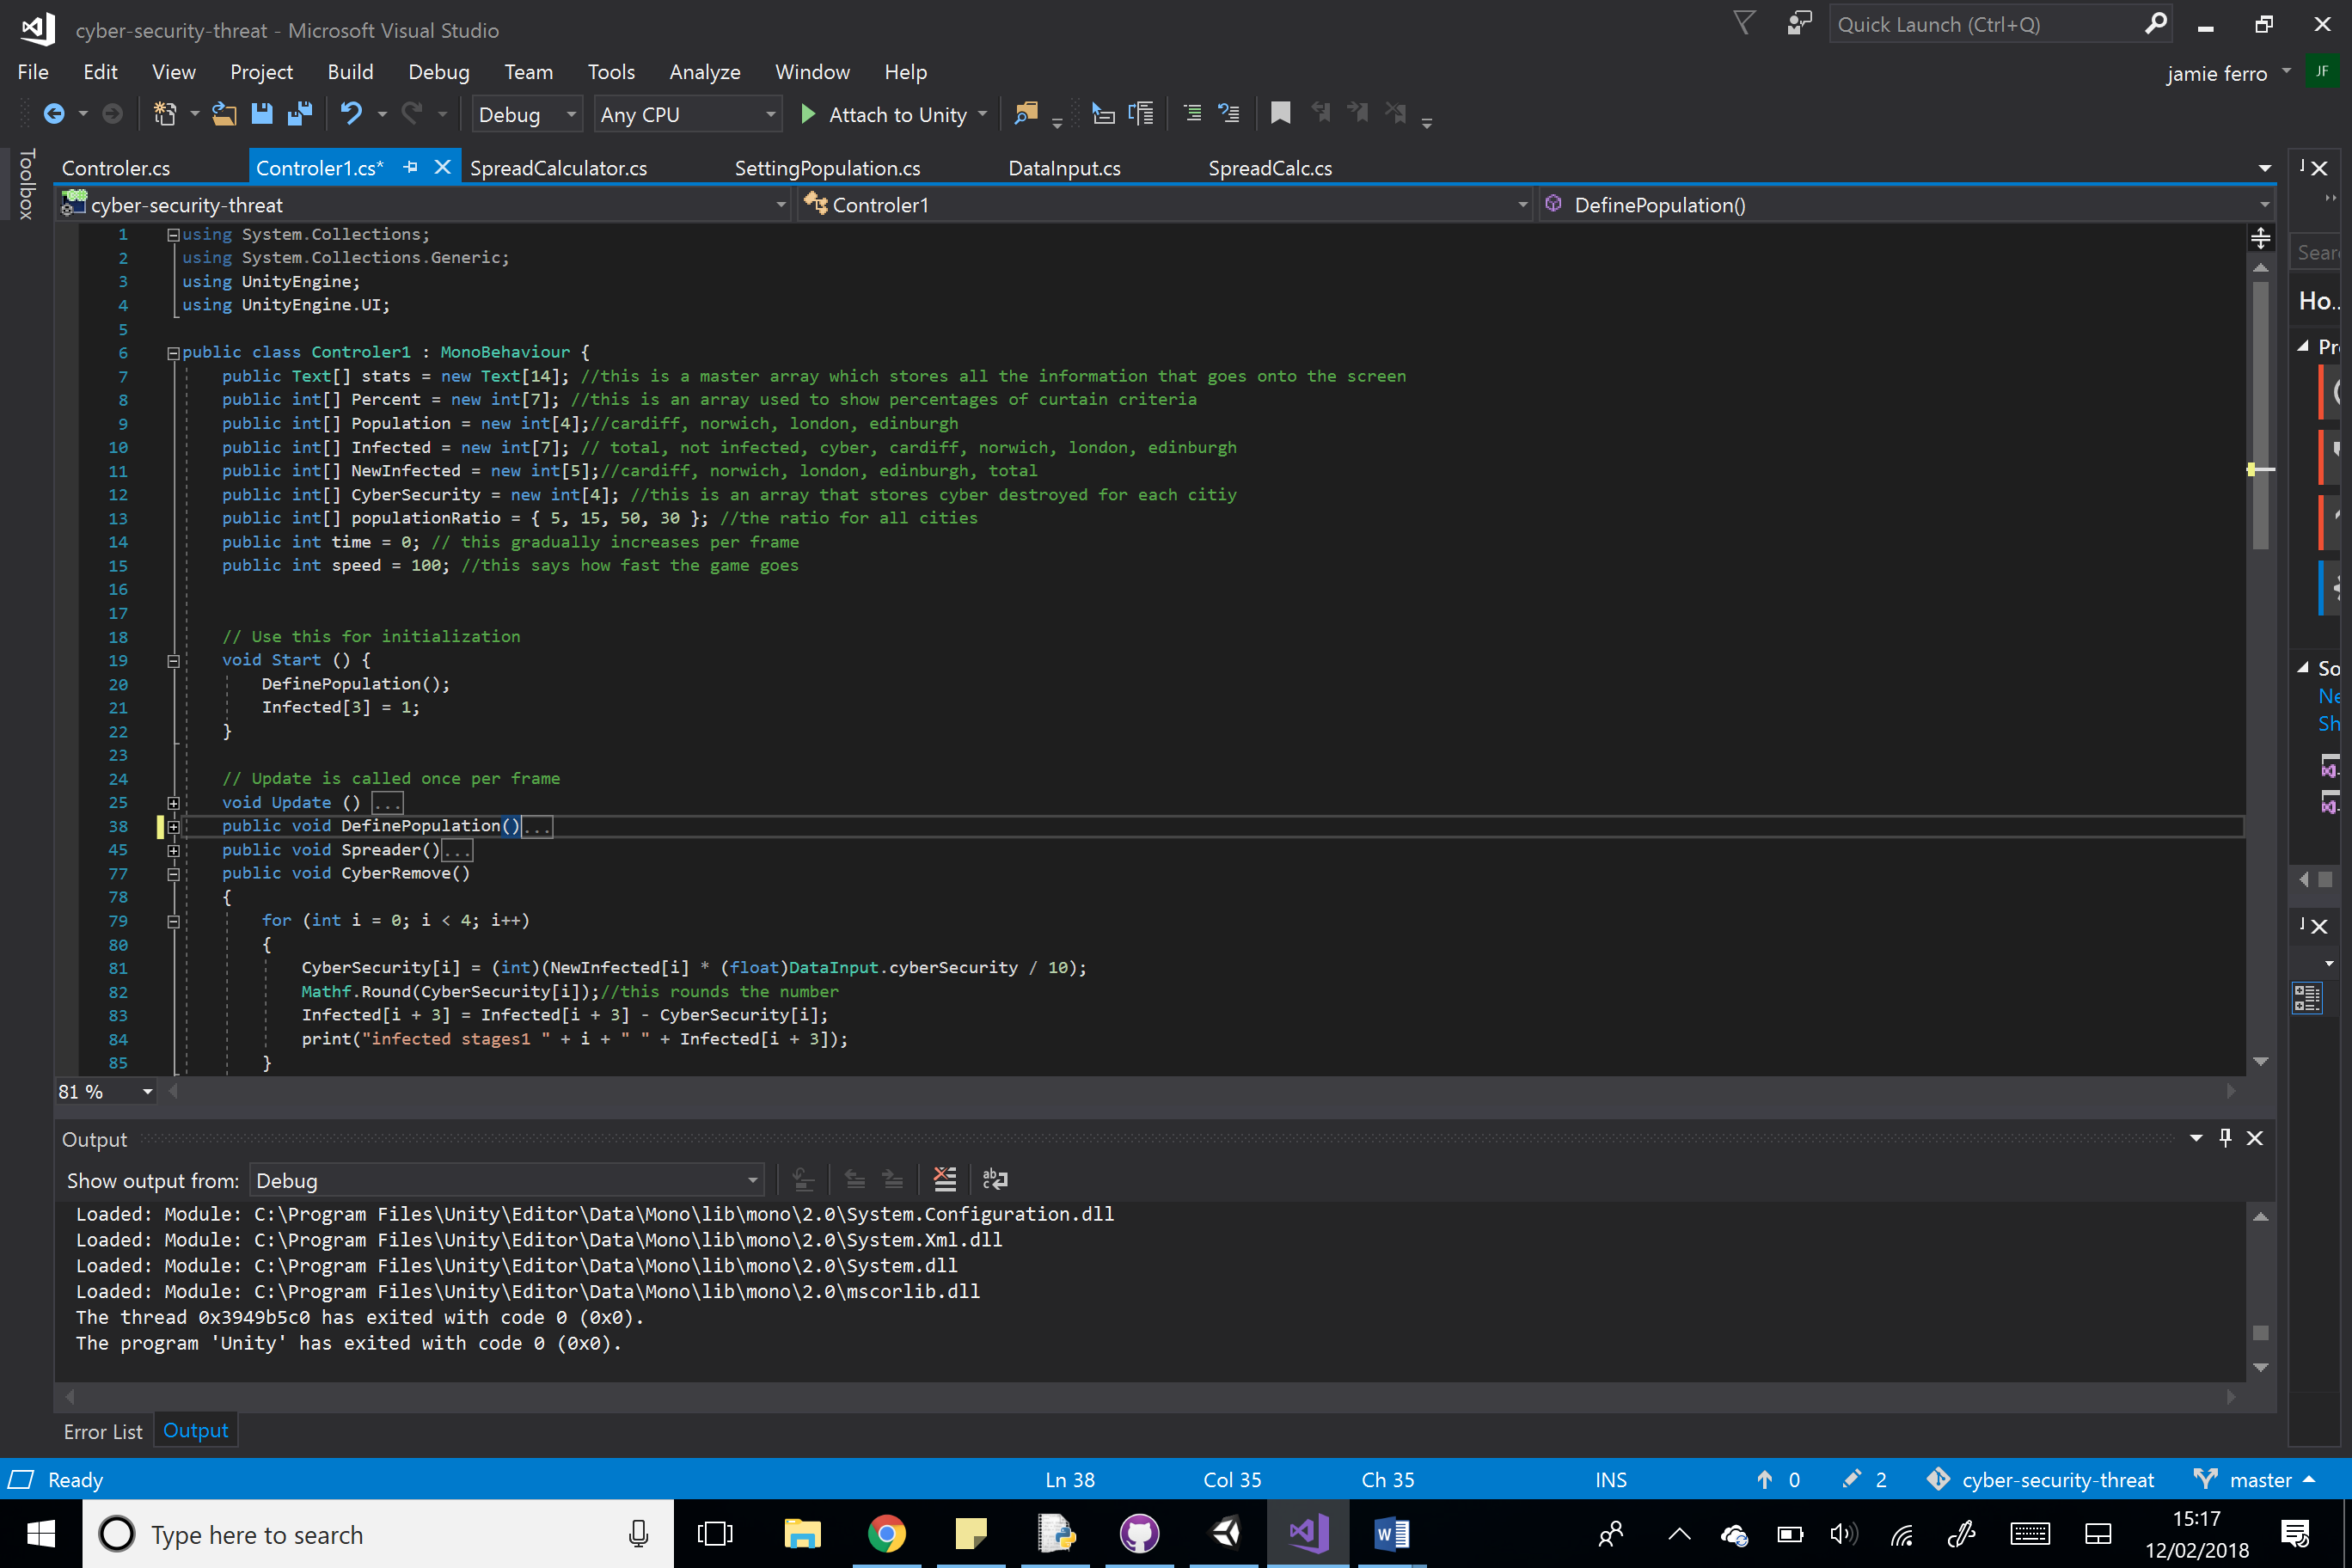 cyber-security-threat - Microsoft Visual Studio
Quick Launch (Ctrl+Q)
File Edit View Project Build Debug Team Tools Analyze Window Help
jamie ferro JF
Debug Any CPU Attach to Unity
Toolbox
Controler.cs Controler1.cs* SpreadCalculator.cs SettingPopulation.cs DataInput.cs SpreadCalc.cs
cyber-security-threat Controler1 DefinePopulation()
1 using System.Collections;
2 using System.Collections.Generic;
3 using UnityEngine;
4 using UnityEngine.UI;
5
6 public class Controler1 : MonoBehaviour {
7 public Text[] stats = new Text[14]; //this is a master array which stores all the information that goes onto the screen
8 public int[] Percent = new int[7]; //this is an array used to show percentages of curtain criteria
9 public int[] Population = new int[4];//cardiff, norwich, london, edinburgh
10 public int[] Infected = new int[7]; // total, not infected, cyber, cardiff, norwich, london, edinburgh
11 public int[] NewInfected = new int[5];//cardiff, norwich, london, edinburgh, total
12 public int[] CyberSecurity = new int[4]; //this is an array that stores cyber destroyed for each citiy
13 public int[] populationRatio = { 5, 15, 50, 30 }; //the ratio for all cities
14 public int time = 0; // this gradually increases per frame
15 public int speed = 100; //this says how fast the game goes
16
17
18 // Use this for initialization
19 void Start () {
20 DefinePopulation();
21 Infected[3] = 1;
22 }
23
24 // Update is called once per frame
25 void Update () ...
38 public void DefinePopulation()...
45 public void Spreader()...
77 public void CyberRemove()
78 {
79 for (int i = 0; i < 4; i++)
80 {
81 CyberSecurity[i] = (int)(NewInfected[i] * (float)DataInput.cyberSecurity / 10);
82 Mathf.Round(CyberSecurity[i]);//this rounds the number
83 Infected[i + 3] = Infected[i + 3] - CyberSecurity[i];
84 print("infected stages1 " + i + " " + Infected[i + 3]);
85 }
81 %
Sear
Ho..
Pr
So
Ne
Sh
Output
Show output from: Debug
Loaded: Module: C:\Program Files\Unity\Editor\Data\Mono\lib\mono\2.0\System.Configuration.dll
Loaded: Module: C:\Program Files\Unity\Editor\Data\Mono\lib\mono\2.0\System.Xml.dll
Loaded: Module: C:\Program Files\Unity\Editor\Data\Mono\lib\mono\2.0\System.dll
Loaded: Module: C:\Program Files\Unity\Editor\Data\Mono\lib\mono\2.0\mscorlib.dll
The thread 0x3949b5c0 has exited with code 0 (0x0).
The program 'Unity' has exited with code 0 (0x0).
Error List Output
Ready Ln 38 Col 35 Ch 35 INS 0 2 cyber-security-threat master
Type here to search
15:17
12/02/2018